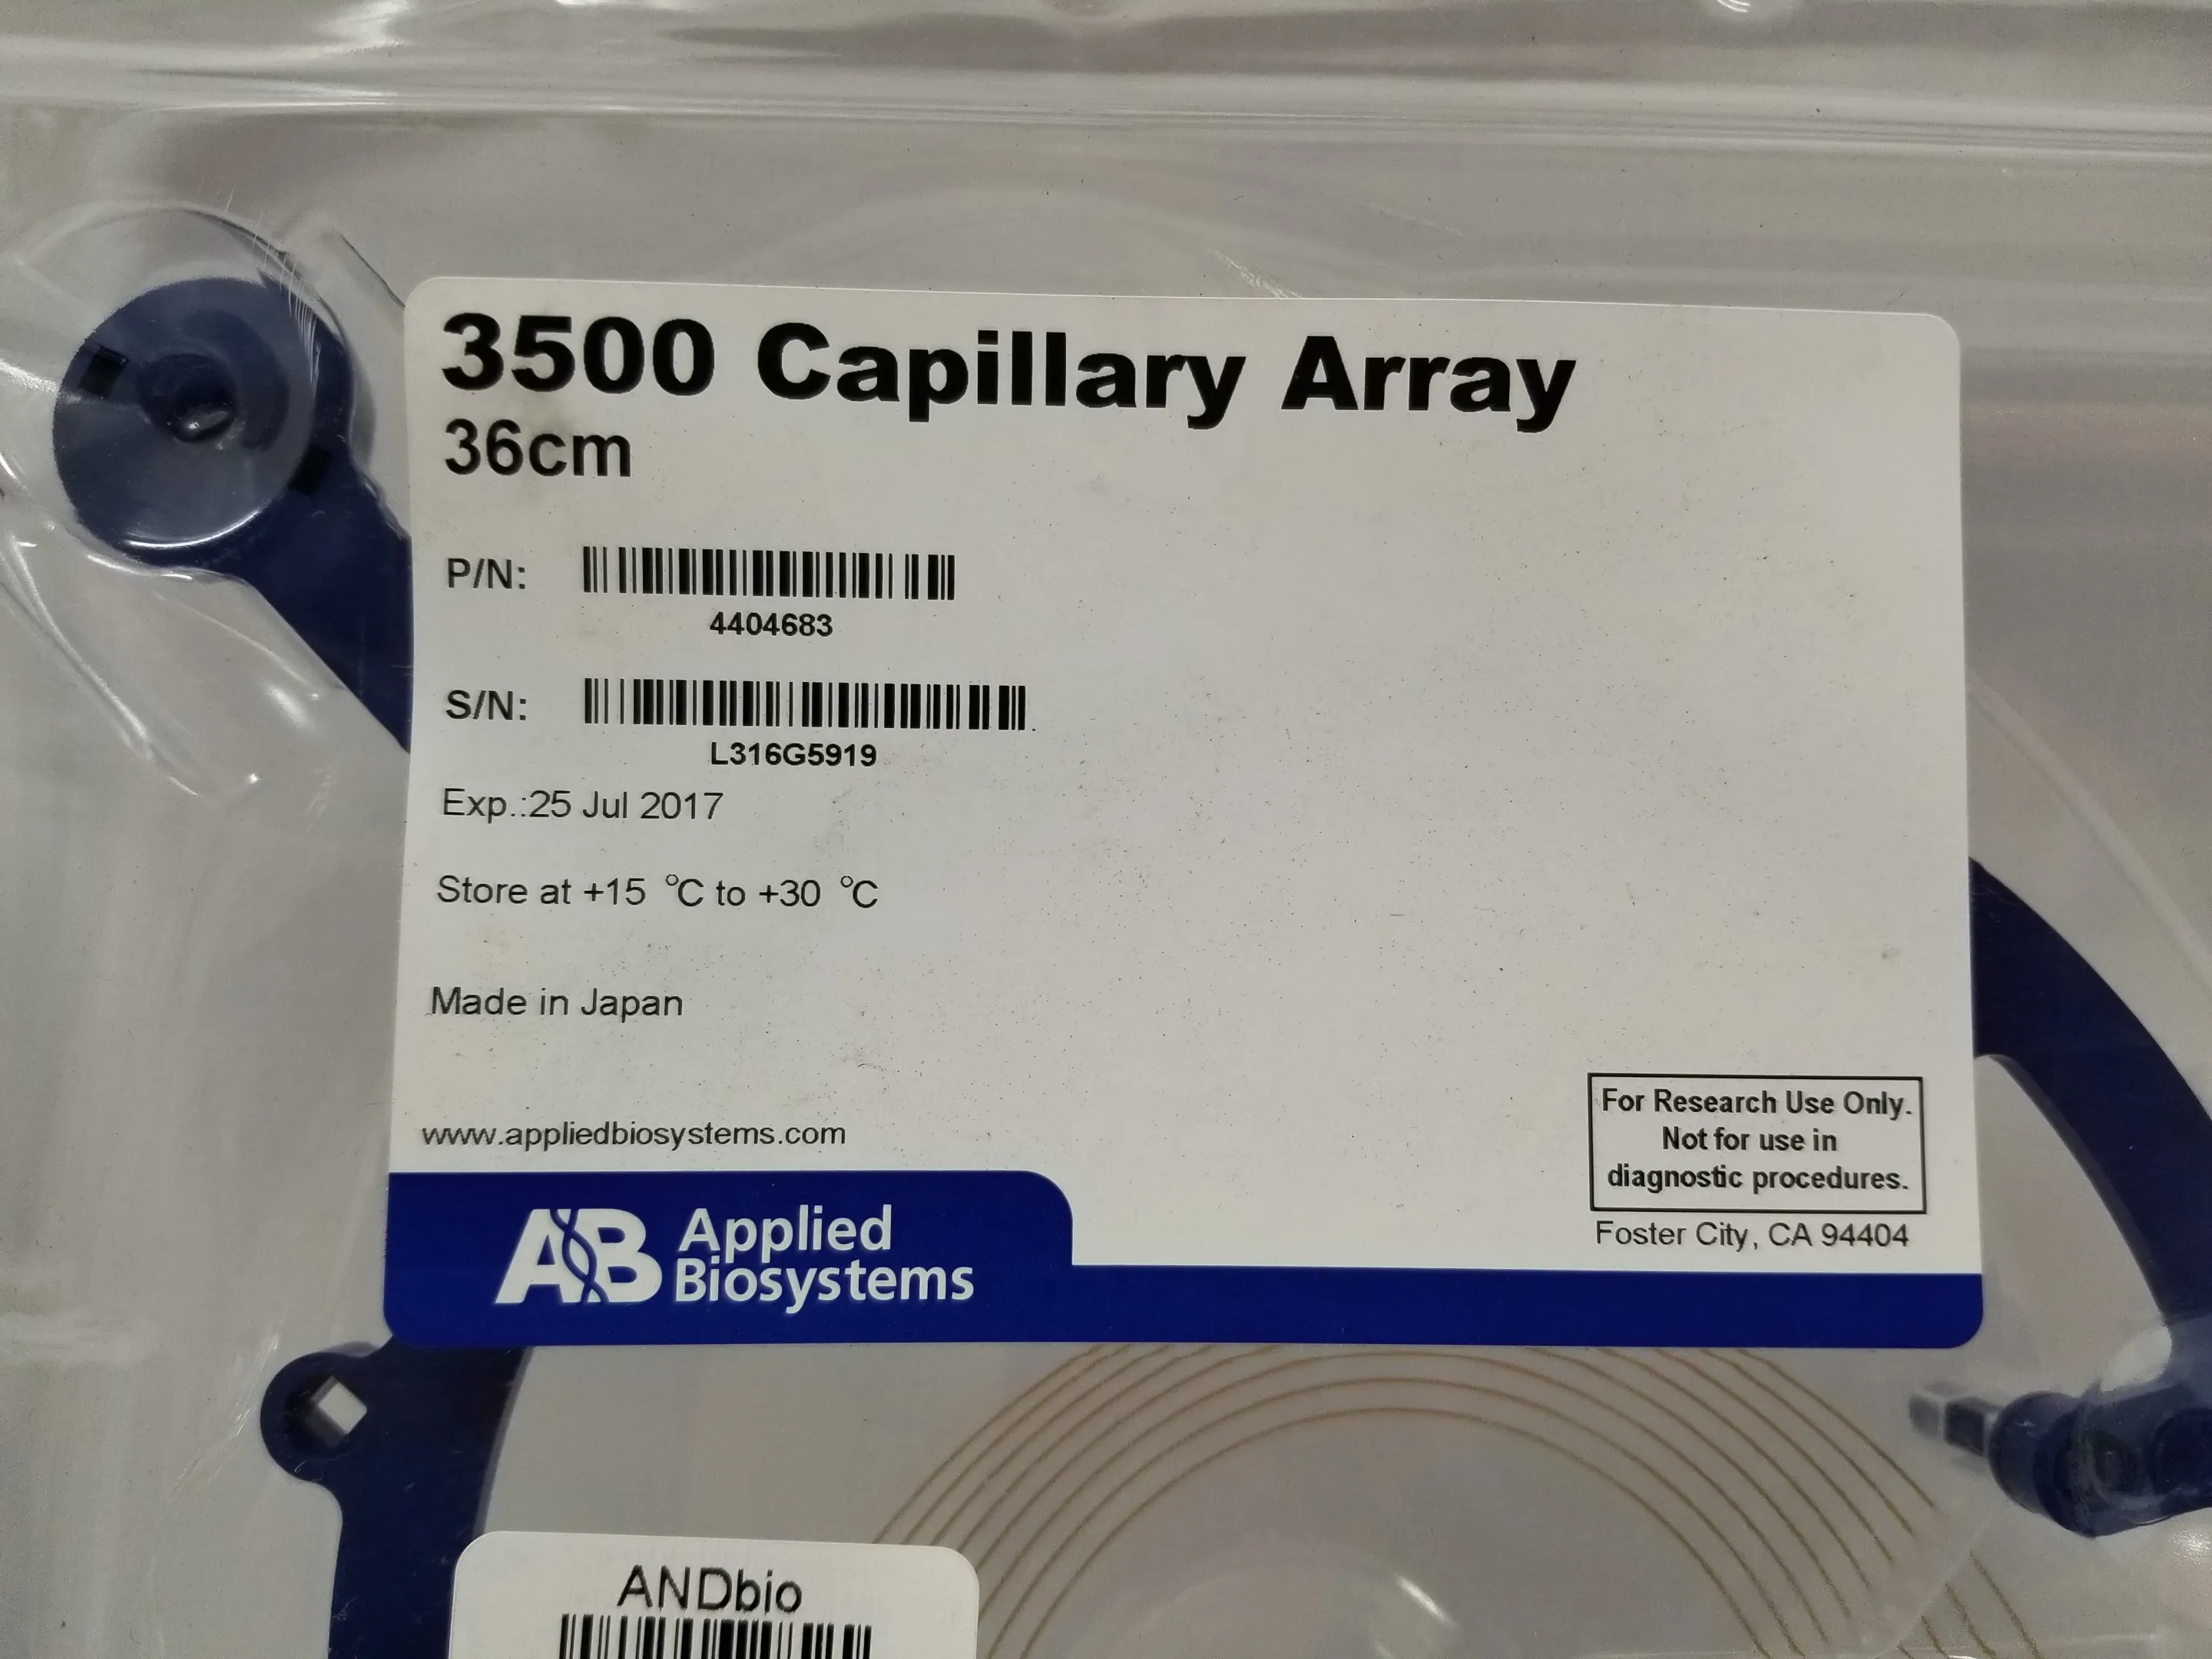 3500 Capillary Array
36cm
P/N:
4404683
S/N:
L316G5919
Exp.:25 Jul 2017
Store at +15 ℃ to +30 ℃
Made in Japan
www.appliedbiosystems.com
For Research Use Only.
Not for use in
diagnostic procedures.
Foster City, CA 94404
AB Applied
Biosystems
ANDbio